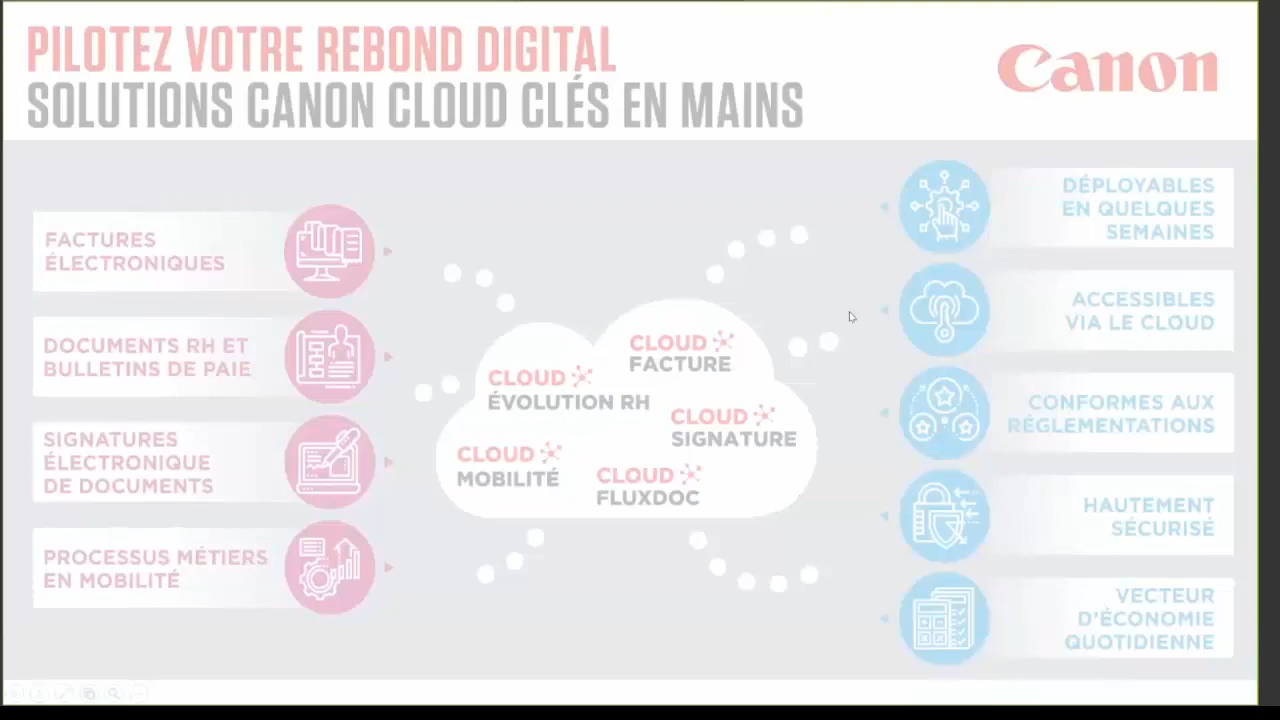 PILOTEZ VOTRE REBOND DIGITAL
SOLUTIONS CANON CLOUD CLÉS EN MAINS
Canon
FACTURES
ÉLECTRONIQUES
DOCUMENTS RH ET
BULLETINS DE PAIE
SIGNATURES
ÉLECTRONIQUE
DE DOCUMENTS
PROCESSUS MÉTIERS
EN MOBILITÉ
CLOUD
FACTURE
CLOUD
ÉVOLUTION RH
CLOUD
SIGNATURE
CLOUD
MOBILITÉ
CLOUD
FLUXDOC
DÉPLOYABLES
EN QUELQUES
SEMAINES
ACCESSIBLES
VIA LE CLOUD
CONFORMES AUX
RÉGLEMENTATIONS
HAUTEMENT
SÉCURISÉ
VECTEUR
D'ÉCONOMIE
QUOTIDIENNE